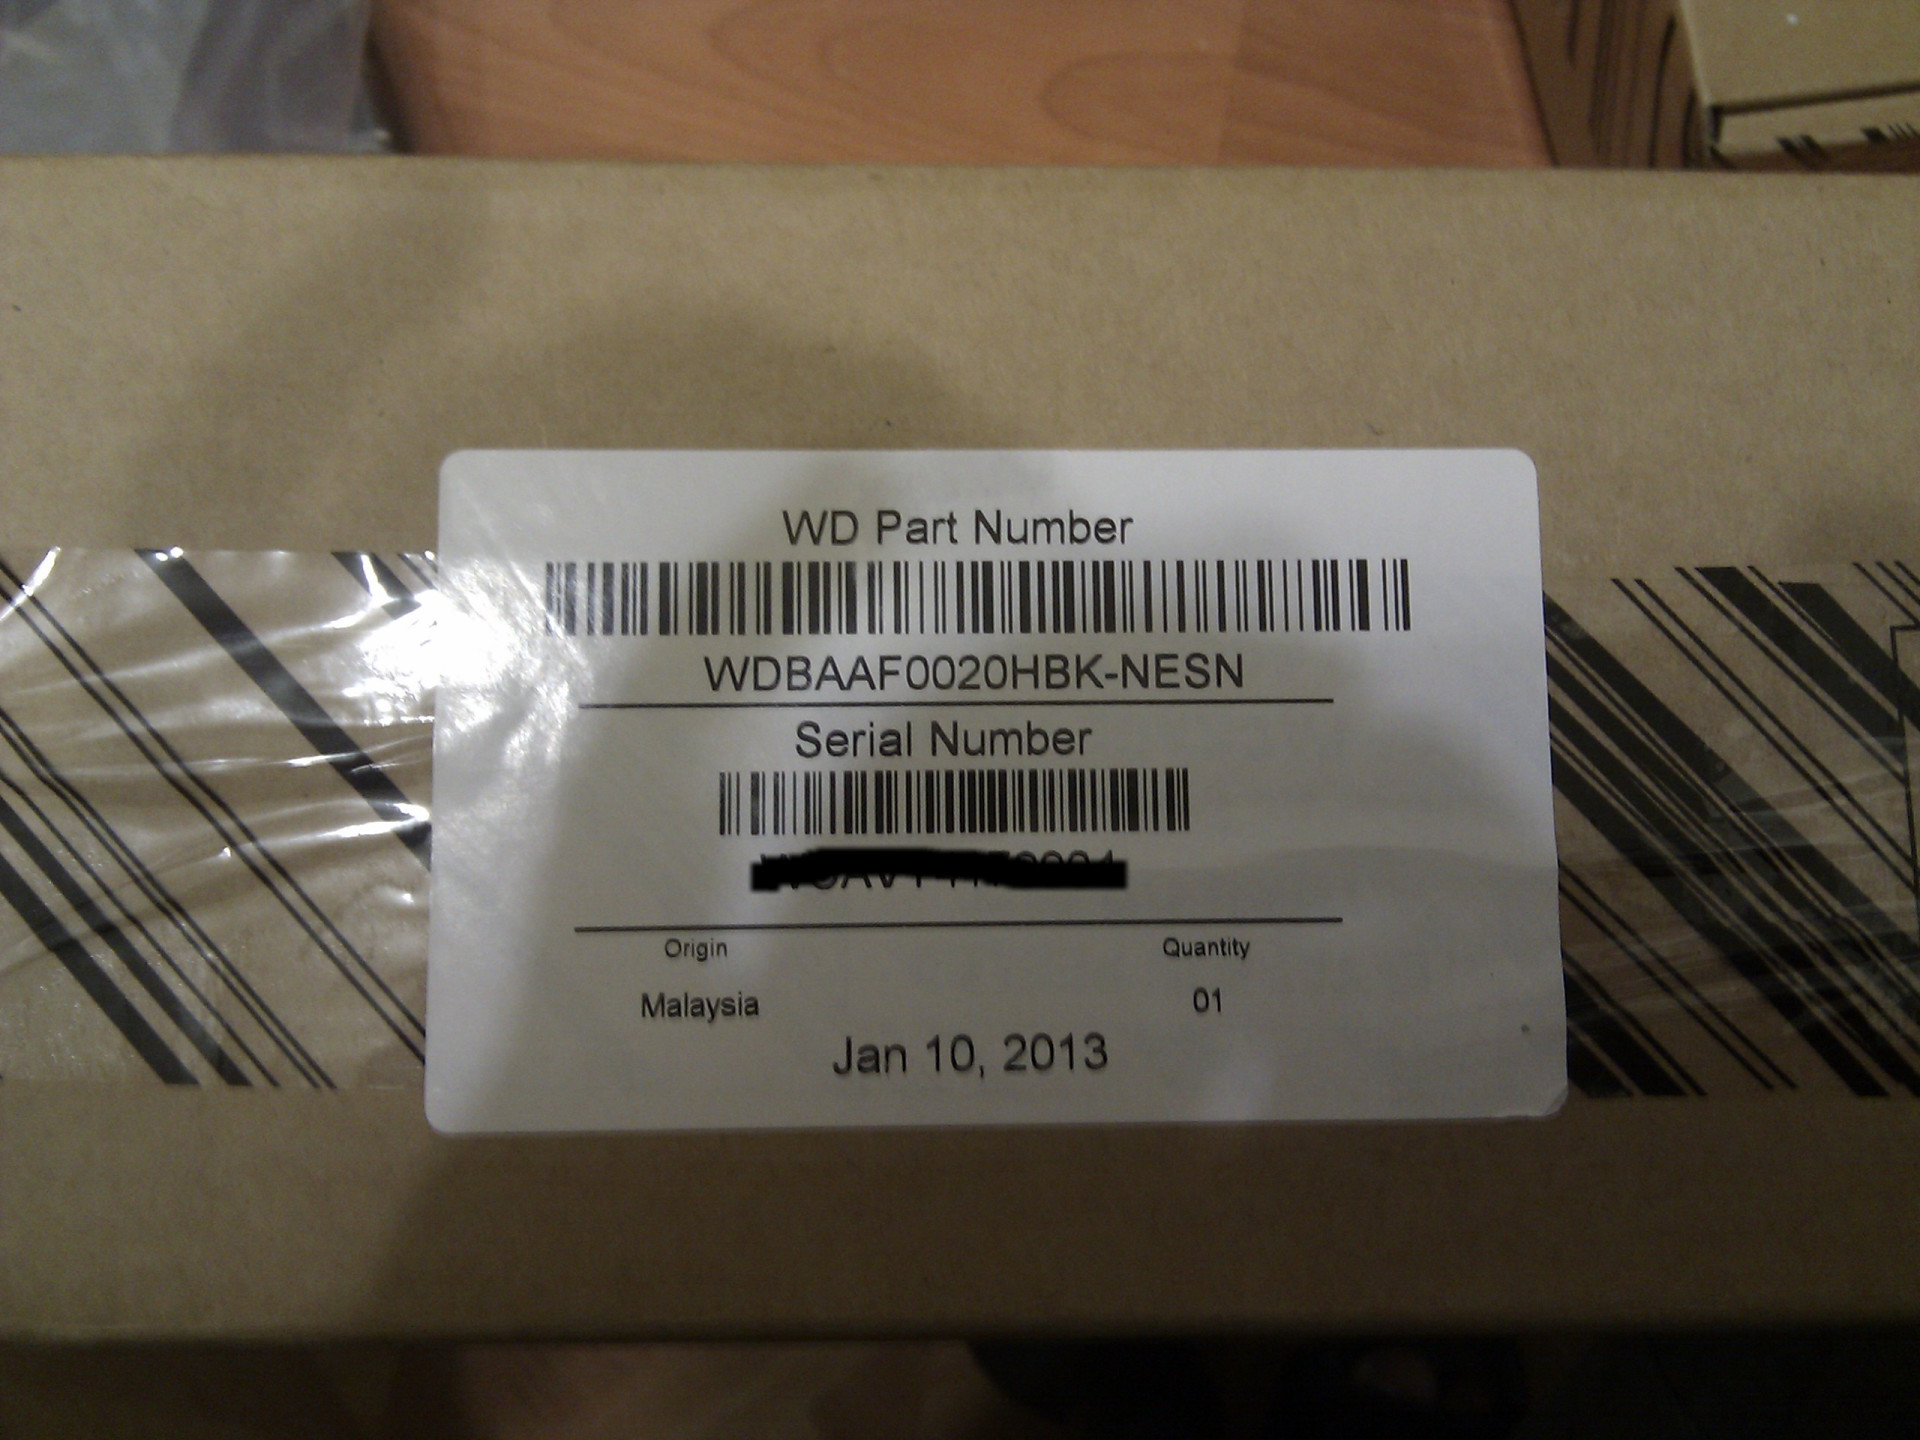 WD Part Number
WDBAAF0020HBK-NESN
Serial Number
Origin Quantity
Malaysia 01
Jan 10, 2013